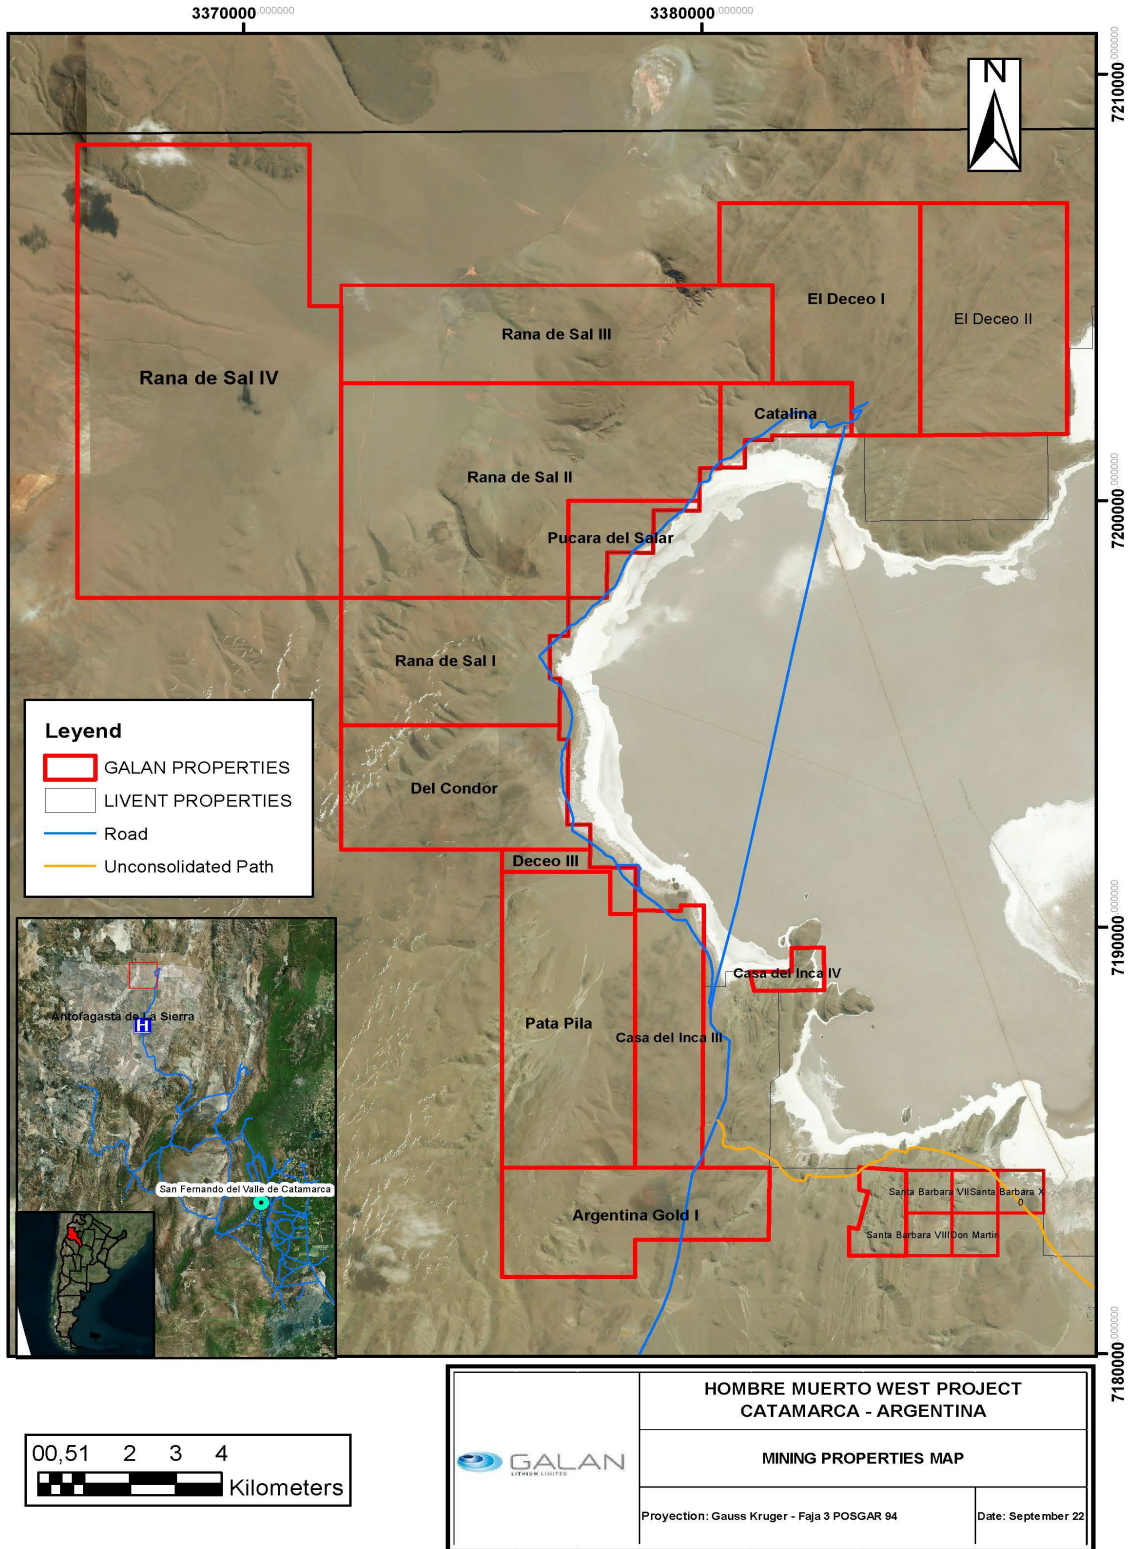 3370000,000000
3380000,000000
7210000,000000
N
El Deceo I
El Deceo II
Rana de Sal III
Rana de Sal IV
Catalina
Rana de Sal II
7200000,000000
Pucara del Salar
Rana de Sal I
Leyend
GALAN PROPERTIES
LIVENT PROPERTIES
Road
Unconsolidated Path
Del Condor
Deceo III
7190000,000000
Casa del Inca IV
Antofagasta de La Sierra
H
Pata Pila
Casa del Inca III
San Fernando del Valle de Catamarca
Santa Barbara VII
Santa Barbara X
0
Argentina Gold I
Santa Barbara VIII
Don Martin
7180000,000000
HOMBRE MUERTO WEST PROJECT
CATAMARCA - ARGENTINA
00,51 2 3 4
Kilometers
GALAN
LITHIUM LIMITED
MINING PROPERTIES MAP
Proyection: Gauss Kruger - Faja 3 POSGAR 94
Date: September 22